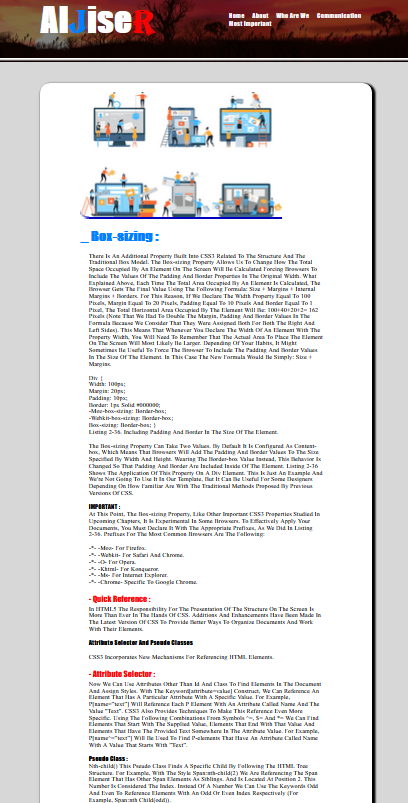 AlJiseR
Home About Who Are We Communication
Most Important
_ Box-sizing :
There Is An Additional Property Built Into CSS3 Related To The Structure And The
Traditional Box Model. The Box-sizing Property Allows Us To Change How The Total
Space Occupied By An Element On The Screen Will Be Calculated Forcing Browsers To
Include The Values Of The Padding And Border Properties In The Original Width. What
Explained Above, Each Time The Total Area Occupied By An Element Is Calculated, The
Browser Gets The Final Value Using The Following Formula: Size + Margins + Internal
Margins + Borders. For This Reason, If We Declare The Width Property Equal To 100
Pixels, Margin Equal To 20 Pixels, Padding Equal To 10 Pixels And Border Equal To 1
Pixel, The Total Horizontal Area Occupied By The Element Will Be: 100+40+20+2= 162
Pixels (Note That We Had To Double The Margin, Padding And Border Values In The
Formula Because We Consider That They Were Assigned Both For Both The Right And
Left Sides). This Means That Whenever You Declare The Width Of An Element With The
Property Width, You Will Need To Remember That The Actual Area To Place The Element
On The Screen Will Most Likely Be Larger. Depending Of Your Habits, It Might
Sometimes Be Useful To Force The Browser To Include The Padding And Border Values
In The Size Of The Element. In This Case The New Formula Would Be Simply: Size +
Margins.
Div {
Width: 100px;
Margin: 20px;
Padding: 10px;
Border: 1px Solid #000000;
-Moz-box-sizing: Border-box;
-Webkit-box-sizing: Border-box;
Box-sizing: Border-box; }
Listing 2-36. Including Padding And Border In The Size Of The Element.
The Box-sizing Property Can Take Two Values. By Default It Is Configured As Content-
box, Which Means That Browsers Will Add The Padding And Border Values To The Size
Specified By Width And Height. Wearing The Border-box Value Instead, This Behavior Is
Changed So That Padding And Border Are Included Inside Of The Element. Listing 2-36
Shows The Application Of This Property On A Div Element. This Is Just An Example And
We're Not Going To Use It In Our Template, But It Can Be Useful For Some Designers
Depending On How Familiar Are With The Traditional Methods Proposed By Previous
Versions Of CSS.
IMPORTANT :
At This Point, The Box-sizing Property, Like Other Important CSS3 Properties Studied In
Upcoming Chapters, It Is Experimental In Some Browsers. To Effectively Apply Your
Documents, You Must Declare It With The Appropriate Prefixes, As We Did In Listing
2-36. Prefixes For The Most Common Browsers Are The Following:
-*- -Moz- For Firefox.
-*- -Webkit- For Safari And Chrome.
-*- -O- For Opera.
-*- -Khtml- For Konqueror.
-*- -Ms- For Internet Explorer.
-*- -Chrome- Specific To Google Chrome.
- Quick Reference :
In HTML5 The Responsibility For The Presentation Of The Structure On The Screen Is
More Than Ever In The Hands Of CSS. Additions And Enhancements Have Been Made In
The Latest Version Of CSS To Provide Better Ways To Organize Documents And Work
With Their Elements.
Attribute Selector And Pseudo Classes
CSS3 Incorporates New Mechanisms For Referencing HTML Elements.
- Attribute Selector :
Now We Can Use Attributes Other Than Id And Class To Find Elements In The Document
And Assign Styles. With The Keyword[attribute=value] Construct, We Can Reference An
Element That Has A Particular Attribute With A Specific Value. For Example,
P[name="text"] Will Reference Each P Element With An Attribute Called Name And The
Value "Text". CSS3 Also Provides Techniques To Make This Reference Even More
Specific. Using The Following Combinations From Symbols ^=, $= And *= We Can Find
Elements That Start With The Supplied Value, Elements That End With That Value And
Elements That Have The Provided Text Somewhere In The Attribute Value. For Example,
P[name^="text"] Will Be Used To Find P-elements That Have An Attribute Called Name
With A Value That Starts With "Text".
Pseudo Class :
Nth-child() This Pseudo Class Finds A Specific Child By Following The HTML Tree
Structure. For Example, With The Style Span:nth-child(2) We Are Referencing The Span
Element That Has Other Span Elements As Siblings. And Is Located At Position 2. This
Number Is Considered The Index. Instead Of A Number We Can Use The Keywords Odd
And Even To Reference Elements With An Odd Or Even Index Respectively (For
Example, Span:nth Child(odd)).